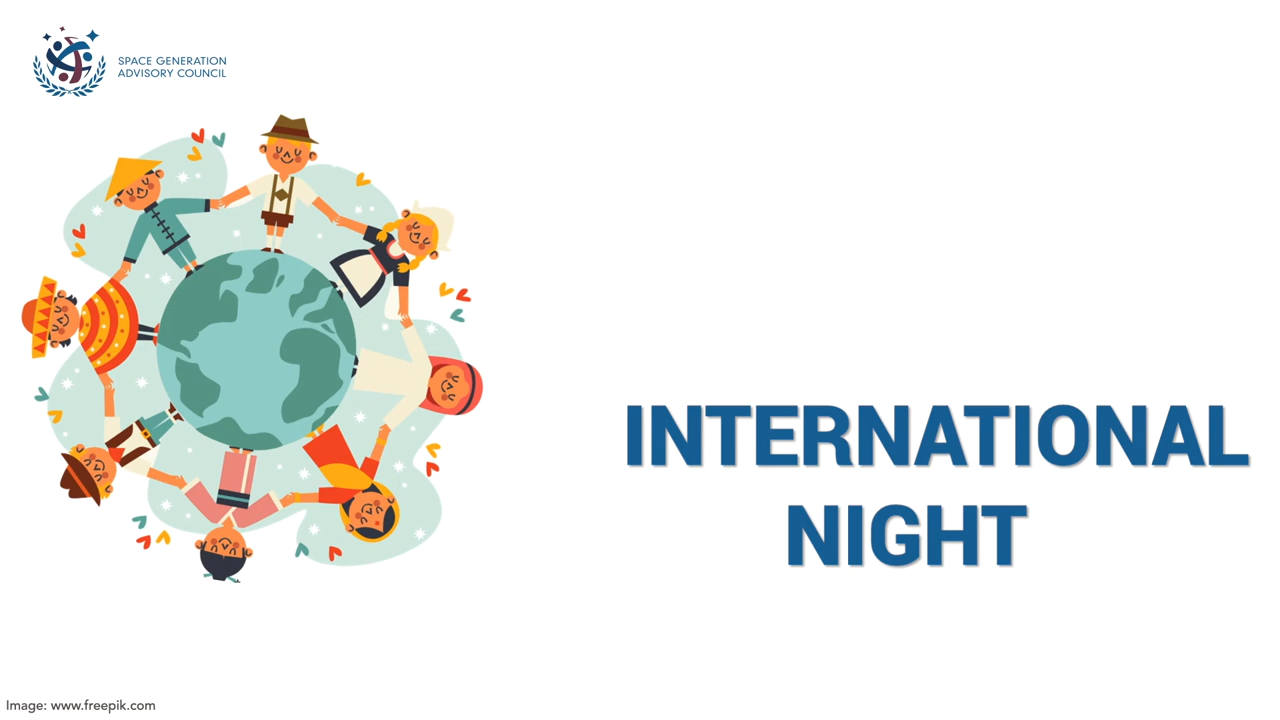 SPACE GENERATION
ADVISORY COUNCIL
INTERNATIONAL
NIGHT
Image: www.freepik.com